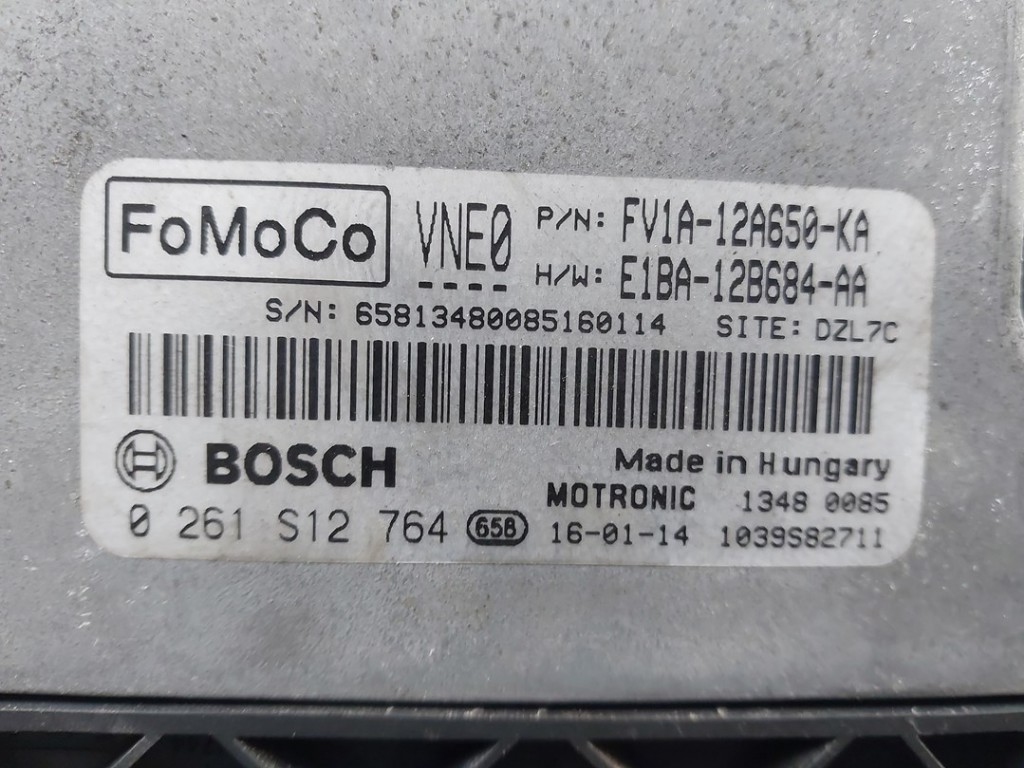 FoMoCo VNE0 P/N: FV1A-12A650-KA
H/W: E1BA-12B684-AA
S/N: 65813480085160114 SITE: DZL7C
BOSCH Made in Hungary
MOTRONIC 1348 0085
0 261 S12 764 658 16-01-14 1039S82711